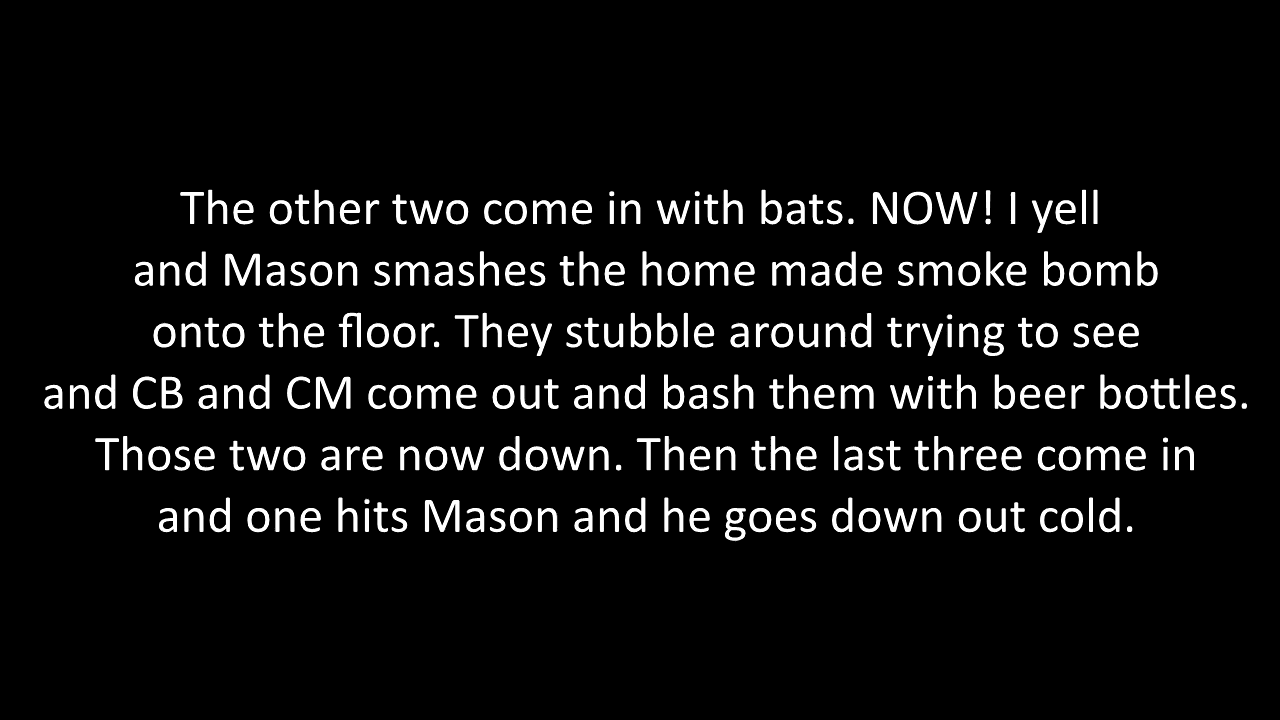 The other two come in with bats. NOW! I yell
and Mason smashes the home made smoke bomb
onto the floor. They stubble around trying to see
and CB and CM come out and bash them with beer bottles.
Those two are now down. Then the last three come in
and one hits Mason and he goes down out cold.